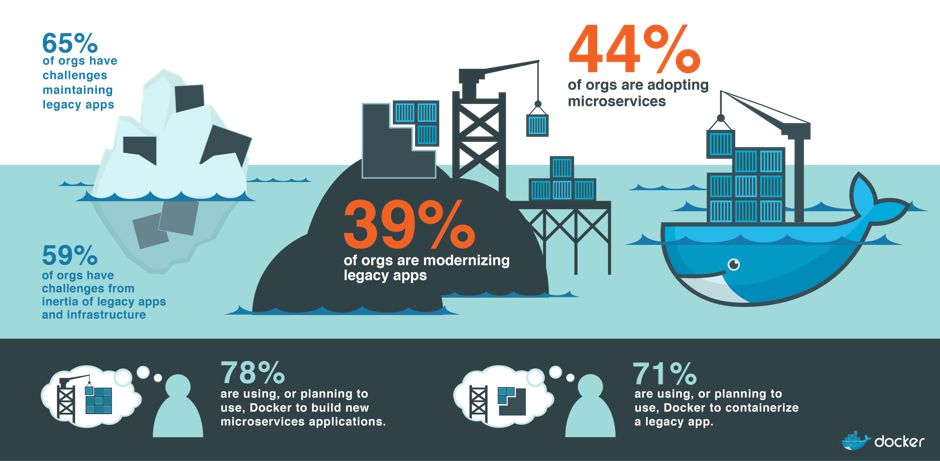 65%
of orgs have
challenges
maintaining
legacy apps
44%
of orgs are adopting
microservices
39%
of orgs are modernizing
legacy apps
59%
of orgs have
challenges from
inertia of legacy apps
and infrastructure
78%
are using, or planning to
use, Docker to build new
microservices applications.
71%
are using, or planning to
use, Docker to containerize
a legacy app.
docker